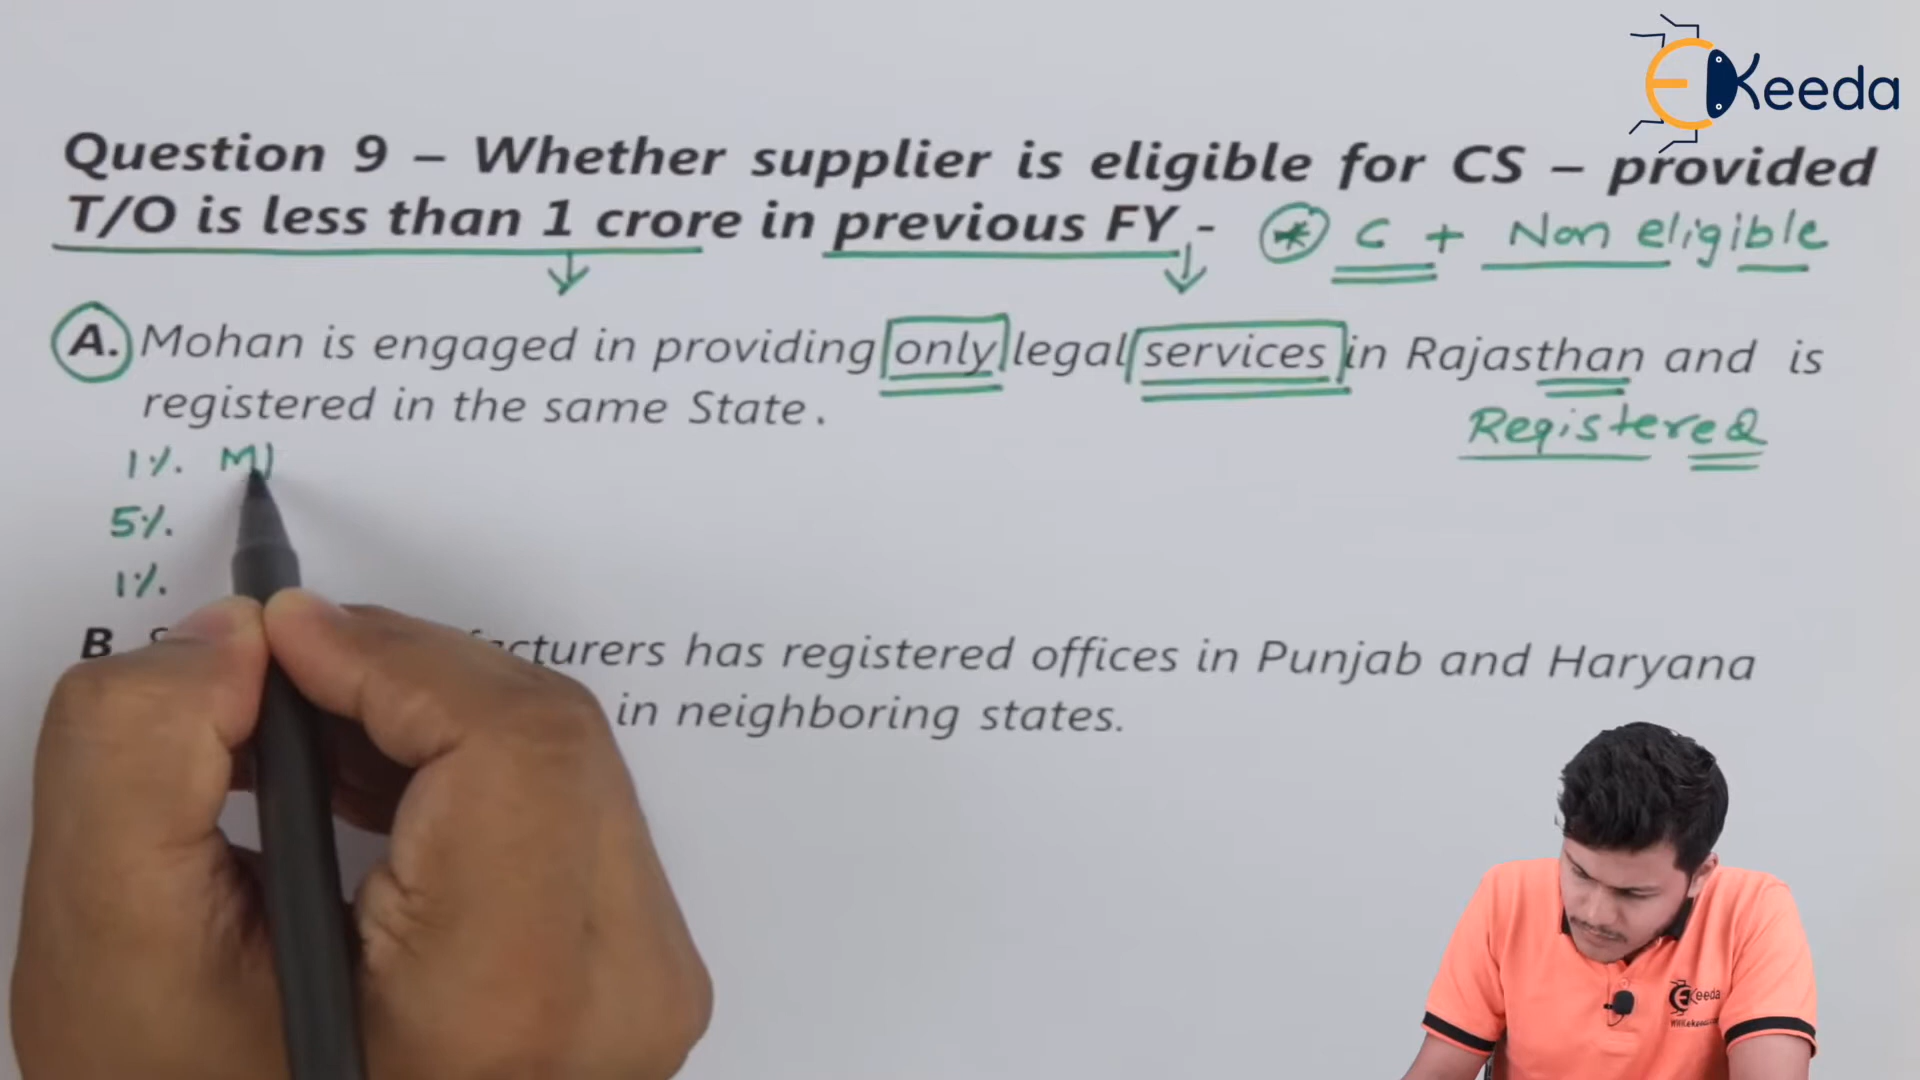 EKeeda
Question 9 – Whether supplier is eligible for CS – provided
T/O is less than 1 crore in previous FY -
* C + Non eligible
A. Mohan is engaged in providing only legal services in Rajasthan and is
registered in the same State.
Registered
1%. M
5%.
1%.
B has registered offices in Punjab and Haryana
in neighboring states.
EKeeda